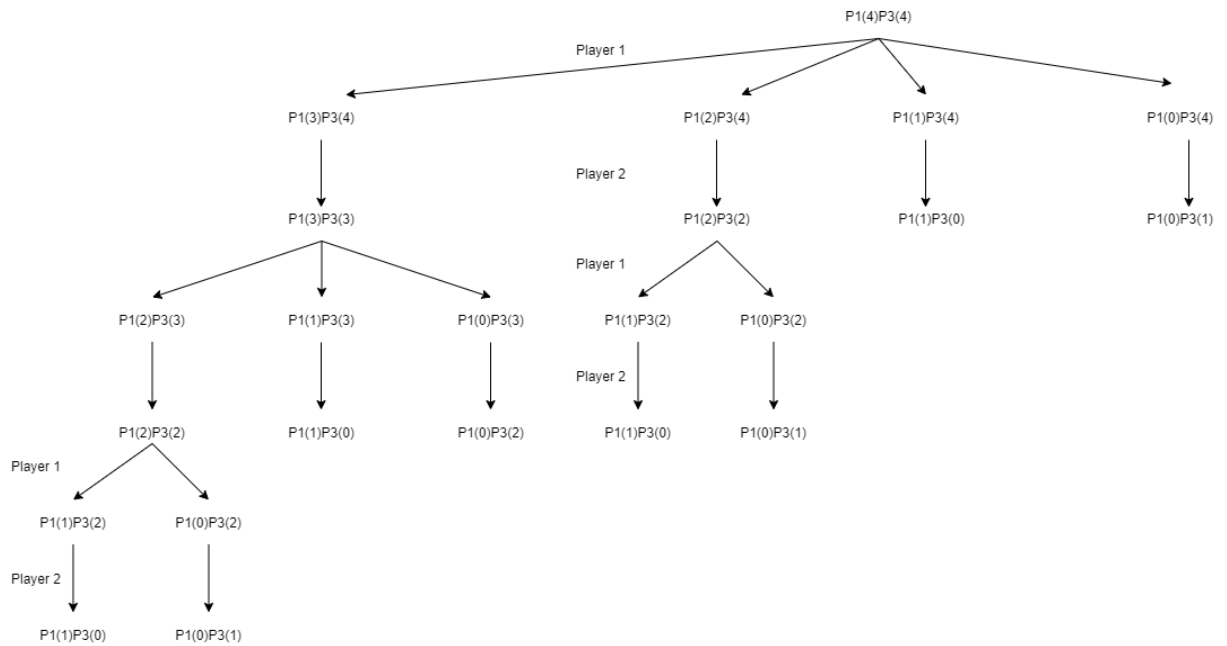 P1(4)P3(4)
Player 1
P1(3)P3(4)
P1(2)P3(4)
P1(1)P3(4)
P1(0)P3(4)
Player 2
P1(3)P3(3)
P1(2)P3(2)
P1(1)P3(0)
P1(0)P3(1)
Player 1
P1(2)P3(3)
P1(1)P3(3)
P1(0)P3(3)
P1(1)P3(2)
P1(0)P3(2)
Player 2
P1(2)P3(2)
P1(1)P3(0)
P1(0)P3(2)
P1(1)P3(0)
P1(0)P3(1)
Player 1
P1(1)P3(2)
P1(0)P3(2)
Player 2
P1(1)P3(0)
P1(0)P3(1)